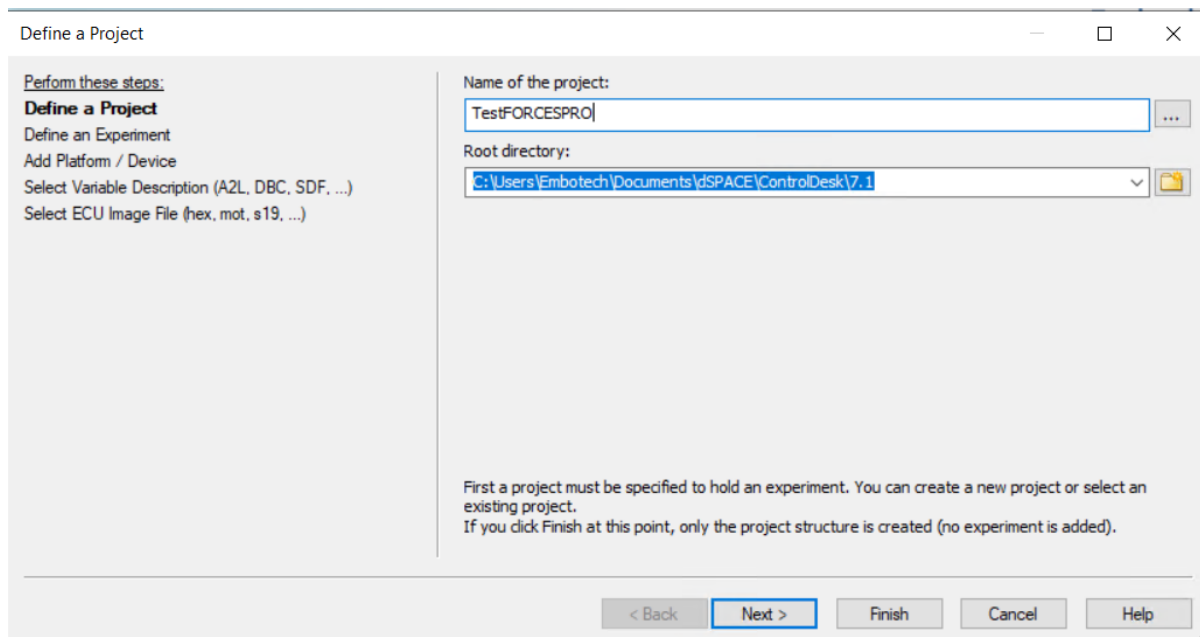 Define a Project
Perform these steps:
Define a Project
Define an Experiment
Add Platform / Device
Select Variable Description (A2L, DBC, SDF, ...)
Select ECU Image File (hex, mot, s19, ...)
Name of the project:
TestFORCESPRO
...
Root directory:
C:\Users\Embotech\Documents\dSPACE\ControlDesk\7.1
First a project must be specified to hold an experiment. You can create a new project or select an
existing project.
If you click Finish at this point, only the project structure is created (no experiment is added).
< Back
Next >
Finish
Cancel
Help